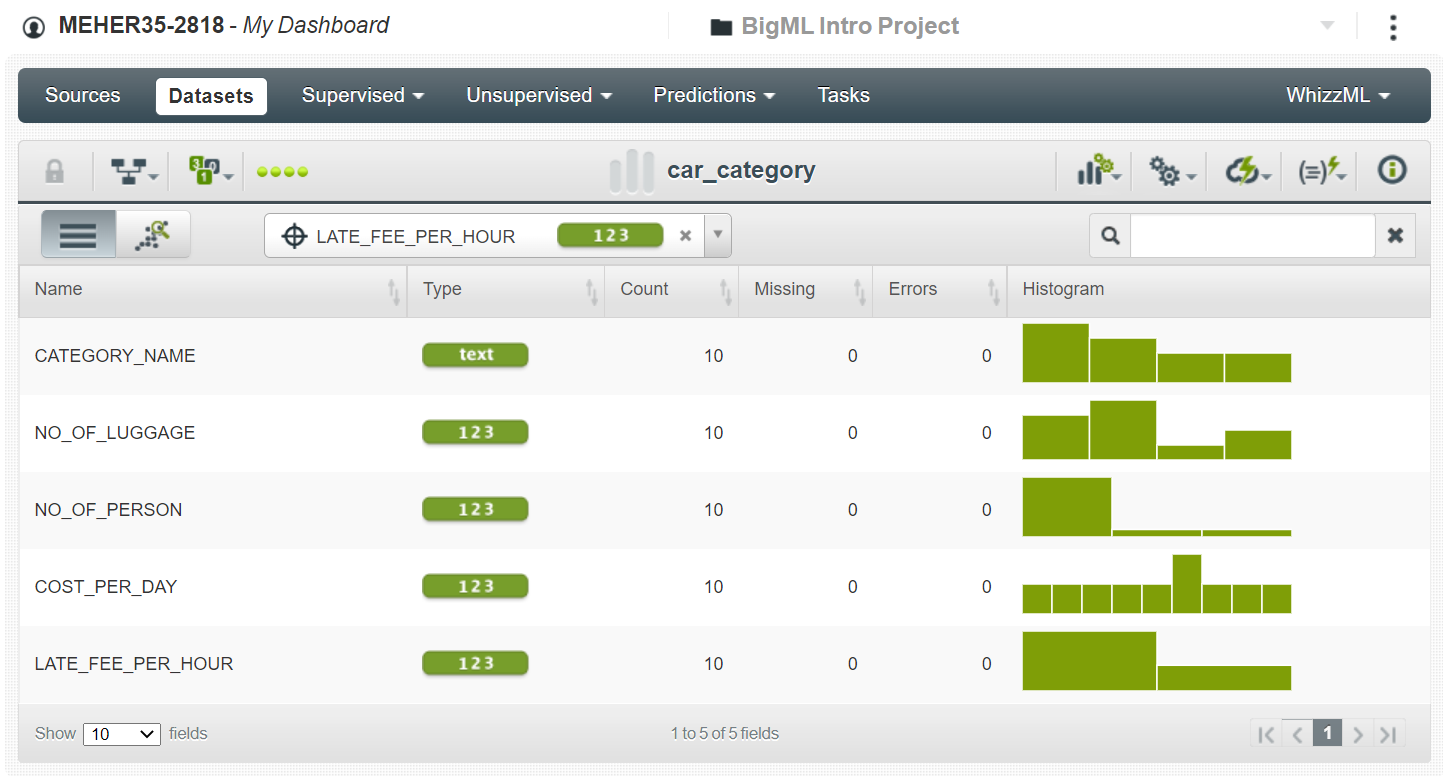 MEHER35-2818 - My Dashboard BigML Intro Project
Sources Datasets Supervised Unsupervised Predictions Tasks WhizzML
car_category
LATE_FEE_PER_HOUR 123
Name Type Count Missing Errors Histogram
CATEGORY_NAME text 10 0 0
NO_OF_LUGGAGE 123 10 0 0
NO_OF_PERSON 123 10 0 0
COST_PER_DAY 123 10 0 0
LATE_FEE_PER_HOUR 123 10 0 0
Show 10 fields 1 to 5 of 5 fields 1